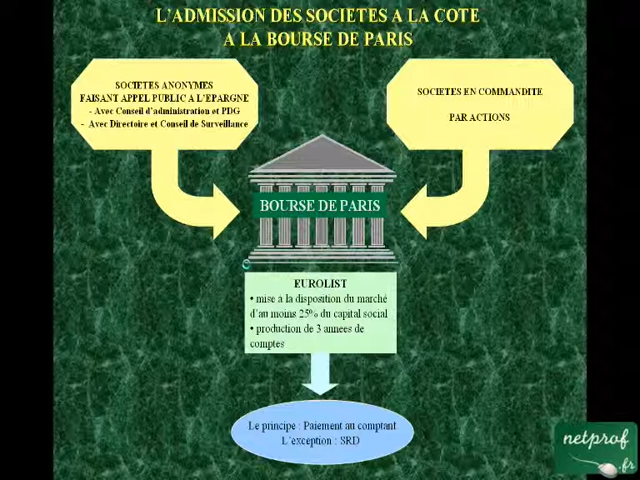 L'ADMISSION DES SOCIETES A LA COTE
A LA BOURSE DE PARIS
SOCIETES ANONYMES
FAISANT APPEL PUBLIC A L'EPARGNE
- Avec Conseil d'administration et PDG
- Avec Directoire et Conseil de Surveillance
SOCIETES EN COMMANDITE
PAR ACTIONS
BOURSE DE PARIS
EUROLIST
• mise a la disposition du marché
d'au moins 25% du capital social
• production de 3 annees de
comptes
Le principe : Paiement au comptant
L'exception : SRD
netprof
.fr